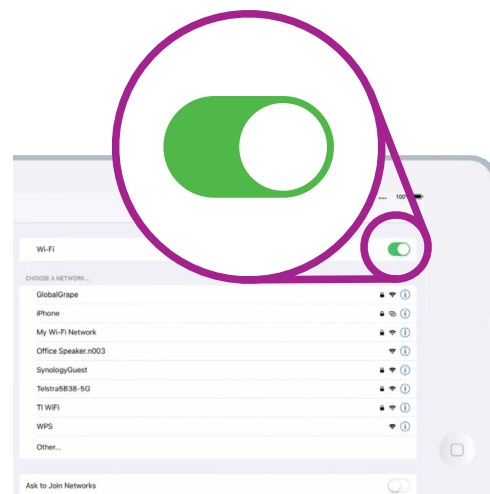 100%
Wi-Fi
CHOOSE A NETWORK...
GlobalGrape
iPhone
My Wi-Fi Network
Office Speaker.n003
SynologyGuest
Telstra5B38-5G
TI WiFi
WPS
Other...
Ask to Join Networks